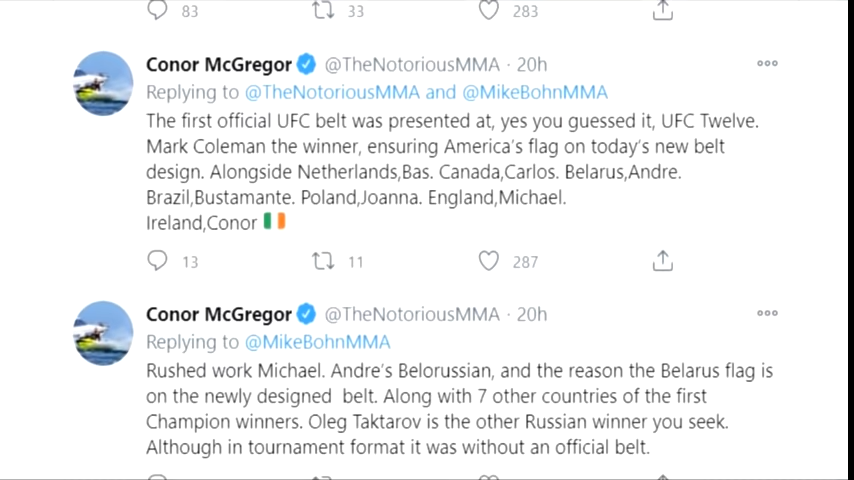 83 33 283
Conor McGregor @TheNotoriousMMA · 20h
Replying to @TheNotoriousMMA and @MikeBohnMMA
The first official UFC belt was presented at, yes you guessed it, UFC Twelve.
Mark Coleman the winner, ensuring America's flag on today's new belt
design. Alongside Netherlands,Bas. Canada,Carlos. Belarus,Andre.
Brazil,Bustamante. Poland,Joanna. England,Michael.
Ireland,Conor 🇮🇪
13 11 287
Conor McGregor @TheNotoriousMMA · 20h
Replying to @MikeBohnMMA
Rushed work Michael. Andre's Belorussian, and the reason the Belarus flag is
on the newly designed  belt. Along with 7 other countries of the first
Champion winners. Oleg Taktarov is the other Russian winner you seek.
Although in tournament format it was without an official belt.